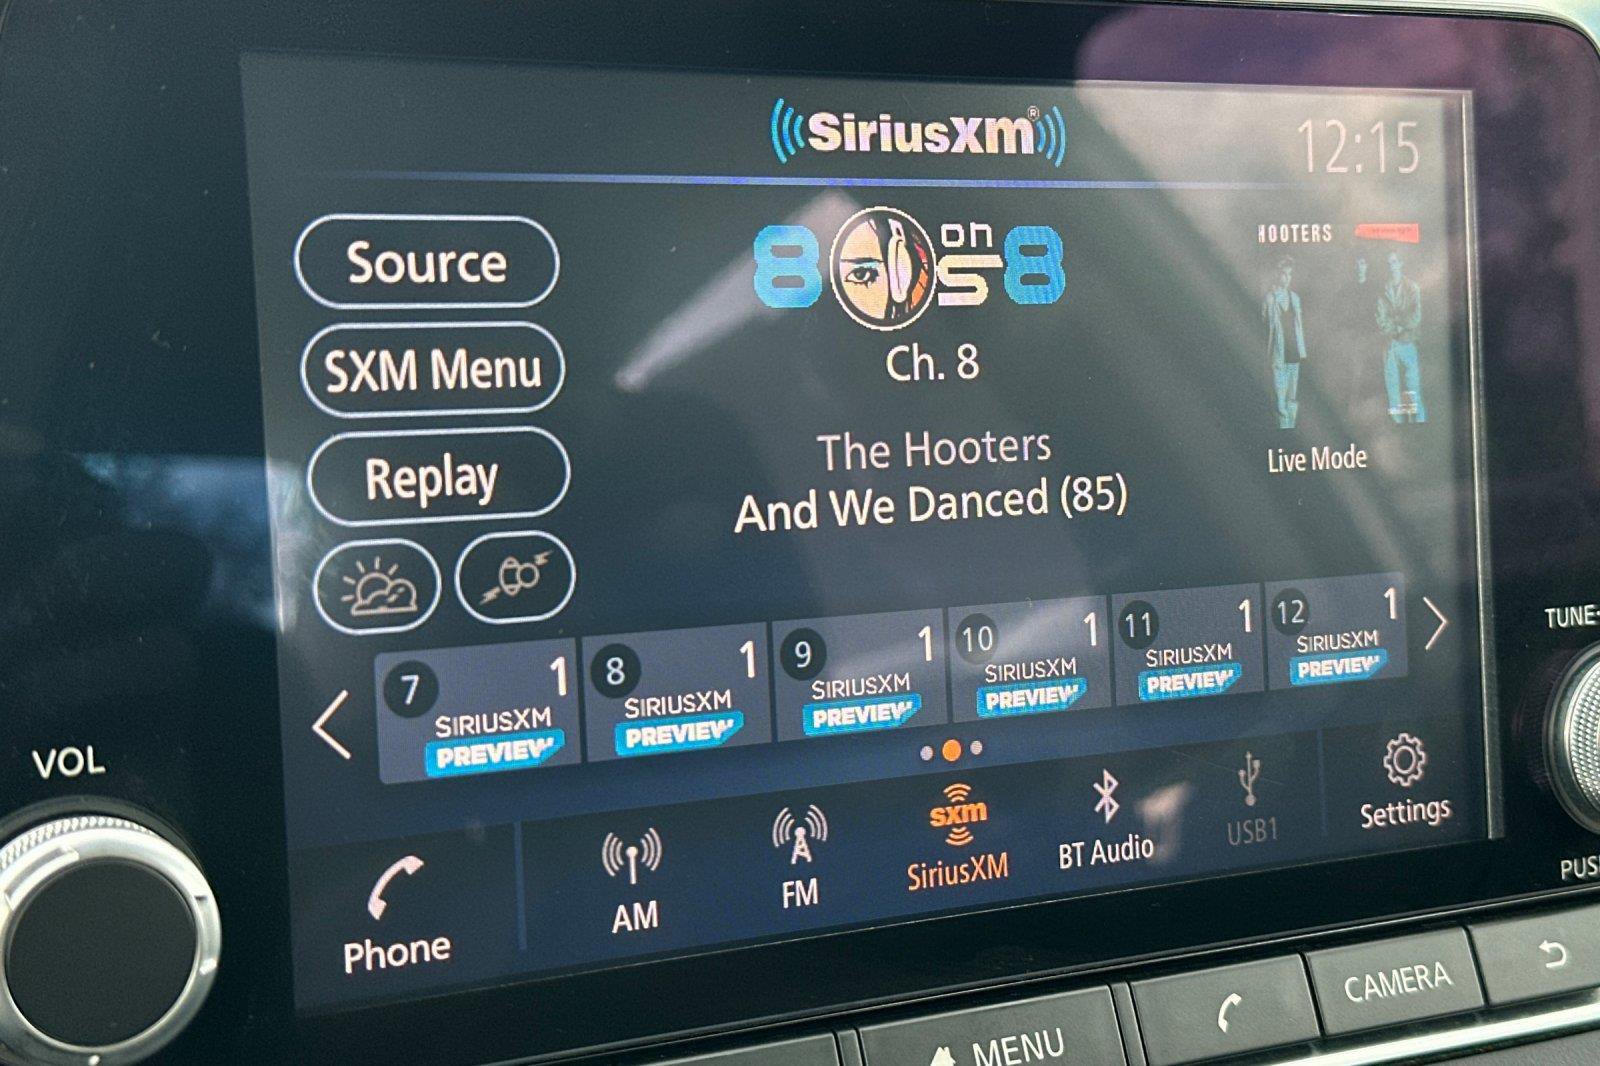 SiriusXM®
12:15
Source
8 on 8
HOOTERS
SXM Menu
Ch. 8
Replay
The Hooters
And We Danced (85)
Live Mode
7 1
SIRIUSXM
PREVIEW
8 1
SIRIUSXM
PREVIEW
9 1
SIRIUSXM
PREVIEW
10 1
SIRIUSXM
PREVIEW
11 1
SIRIUSXM
PREVIEW
12 1
SIRIUSXM
PREVIEW
VOL
TUNE-
Phone
AM
FM
sxm
SiriusXM
BT Audio
USB1
Settings
PUS
MENU
CAMERA